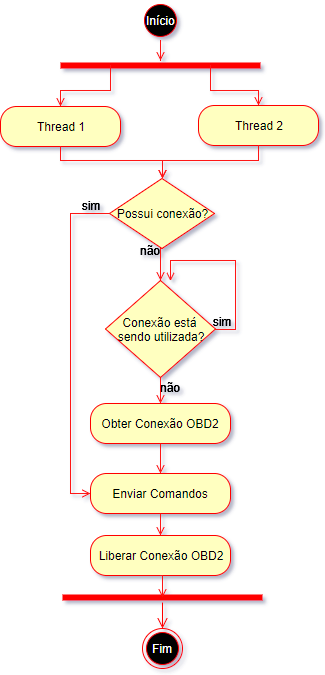 Início
Thread 1
Thread 2
Possui conexão?
sim
não
Conexão está
sendo utilizada?
sim
não
Obter Conexão OBD2
Enviar Comandos
Liberar Conexão OBD2
Fim